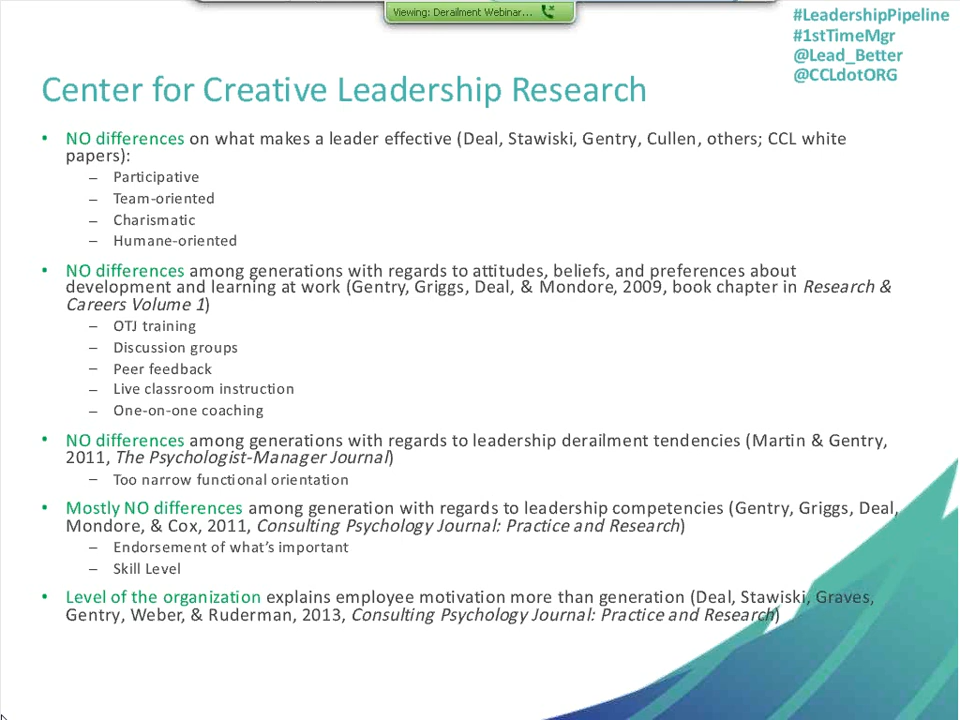 Viewing: Derailment Webinar...
#LeadershipPipeline
#1stTimeMgr
@Lead_Better
@CCLdotORG
Center for Creative Leadership Research
• NO differences on what makes a leader effective (Deal, Stawiski, Gentry, Cullen, others; CCL white
papers):
– Participative
– Team-oriented
– Charismatic
– Humane-oriented
• NO differences among generations with regards to attitudes, beliefs, and preferences about
development and learning at work (Gentry, Griggs, Deal, & Mondore, 2009, book chapter in Research &
Careers Volume 1)
– OTJ training
– Discussion groups
– Peer feedback
– Live classroom instruction
– One-on-one coaching
• NO differences among generations with regards to leadership derailment tendencies (Martin & Gentry,
2011, The Psychologist-Manager Journal)
– Too narrow functional orientation
• Mostly NO differences among generation with regards to leadership competencies (Gentry, Griggs, Deal,
Mondore, & Cox, 2011, Consulting Psychology Journal: Practice and Research)
– Endorsement of what's important
– Skill Level
• Level of the organization explains employee motivation more than generation (Deal, Stawiski, Graves,
Gentry, Weber, & Ruderman, 2013, Consulting Psychology Journal: Practice and Research)